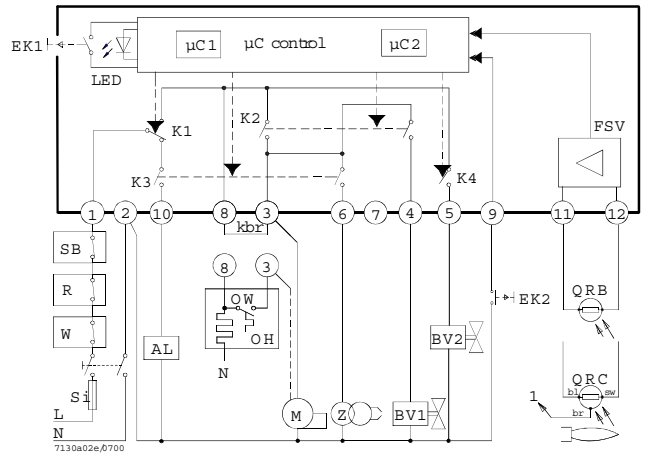 µC1
µC control
µC2
EK1
LED
FSV
K1
K2
K3
K4
1
2
10
8
3
6
7
4
5
9
11
12
kbr
SB
R
W
Si
L
N
AL
8
3
OW
OH
N
M
Z
BV1
BV2
EK2
QRB
QRC
bl
sw
br
1
7130a02e/0700